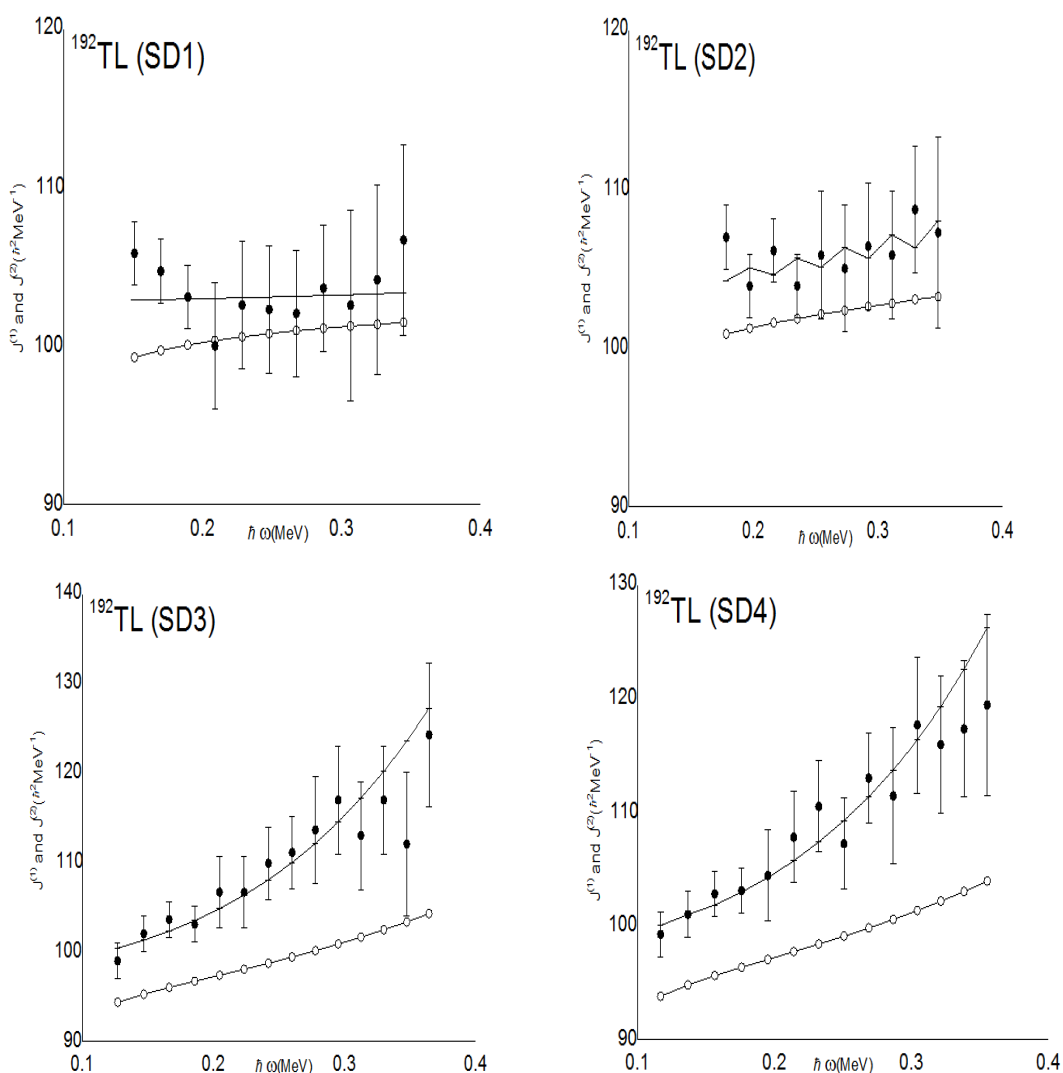 120
¹⁹²TL (SD1)
110
100
90
0.1 0.2 0.3 0.4
J⁽¹⁾ and J⁽²⁾(ℏ²MeV⁻¹)
ℏ ω(MeV)
120
¹⁹²TL (SD2)
110
100
90
0.1 0.2 0.3 0.4
J⁽¹⁾ and J⁽²⁾(ℏ²MeV⁻¹)
ℏ ω(MeV)
140
¹⁹²TL (SD3)
130
120
110
100
90
0.1 0.2 0.3 0.4
J⁽¹⁾ and J⁽²⁾(ℏ²MeV⁻¹)
ℏ ω(MeV)
130
¹⁹²TL (SD4)
120
110
100
90
0.1 0.2 0.3 0.4
J⁽¹⁾ and J⁽²⁾(ℏ²MeV⁻¹)
ℏ ω(MeV)